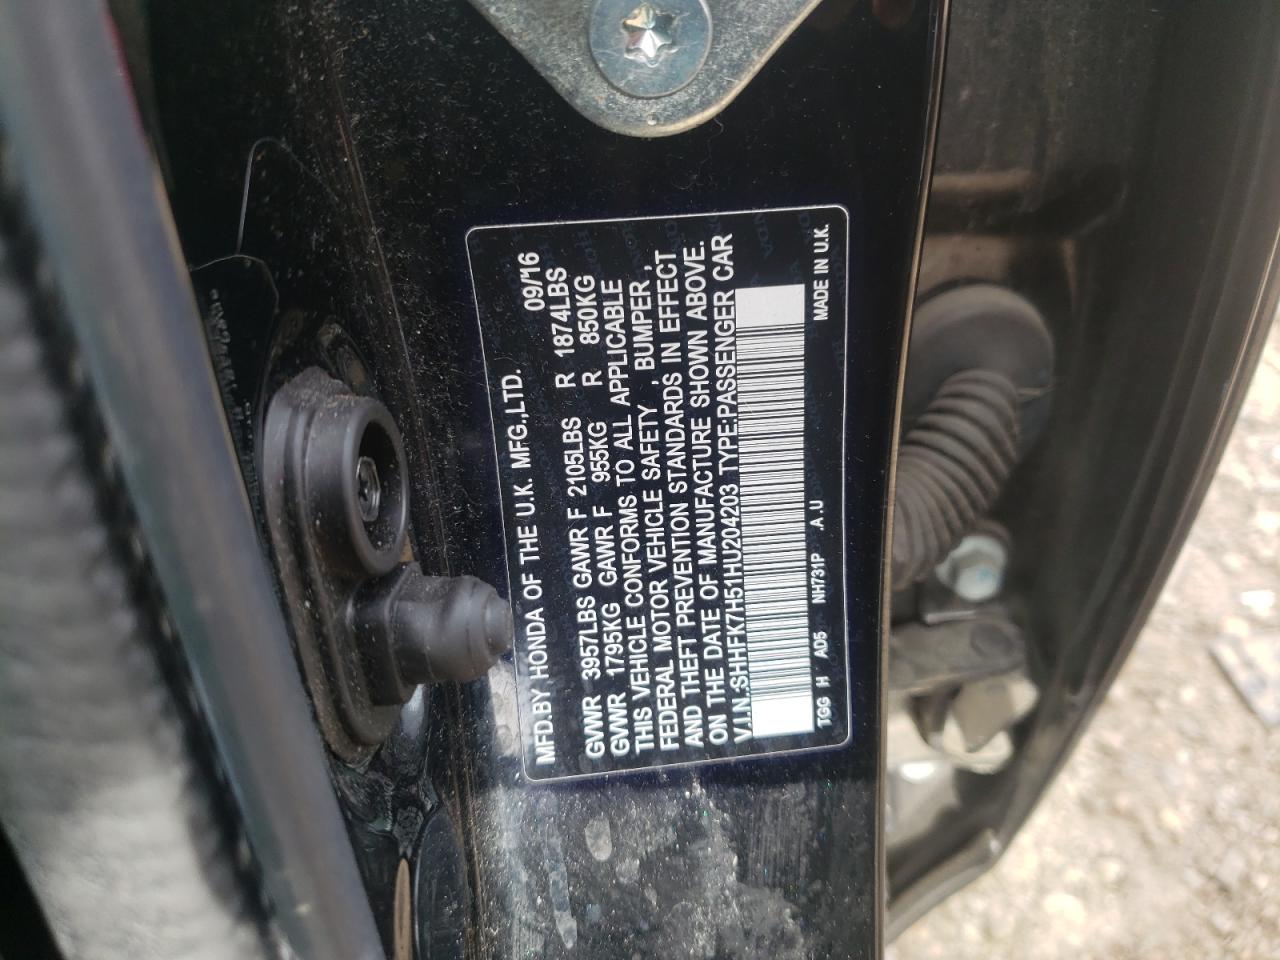 MFD.BY HONDA OF THE U.K. MFG.,LTD. 09/16
GVWR 3957LBS GAWR F 2105LBS R 1874LBS
GVWR 1795KG GAWR F 955KG R 850KG
THIS VEHICLE CONFORMS TO ALL APPLICABLE
FEDERAL MOTOR VEHICLE SAFETY , BUMPER ,
AND THEFT PREVENTION STANDARDS IN EFFECT
ON THE DATE OF MANUFACTURE SHOWN ABOVE.
V.I.N.:SHHFK7H51HU204203 TYPE:PASSENGER CAR
TGG H AD5 NH731P A.U MADE IN U.K.